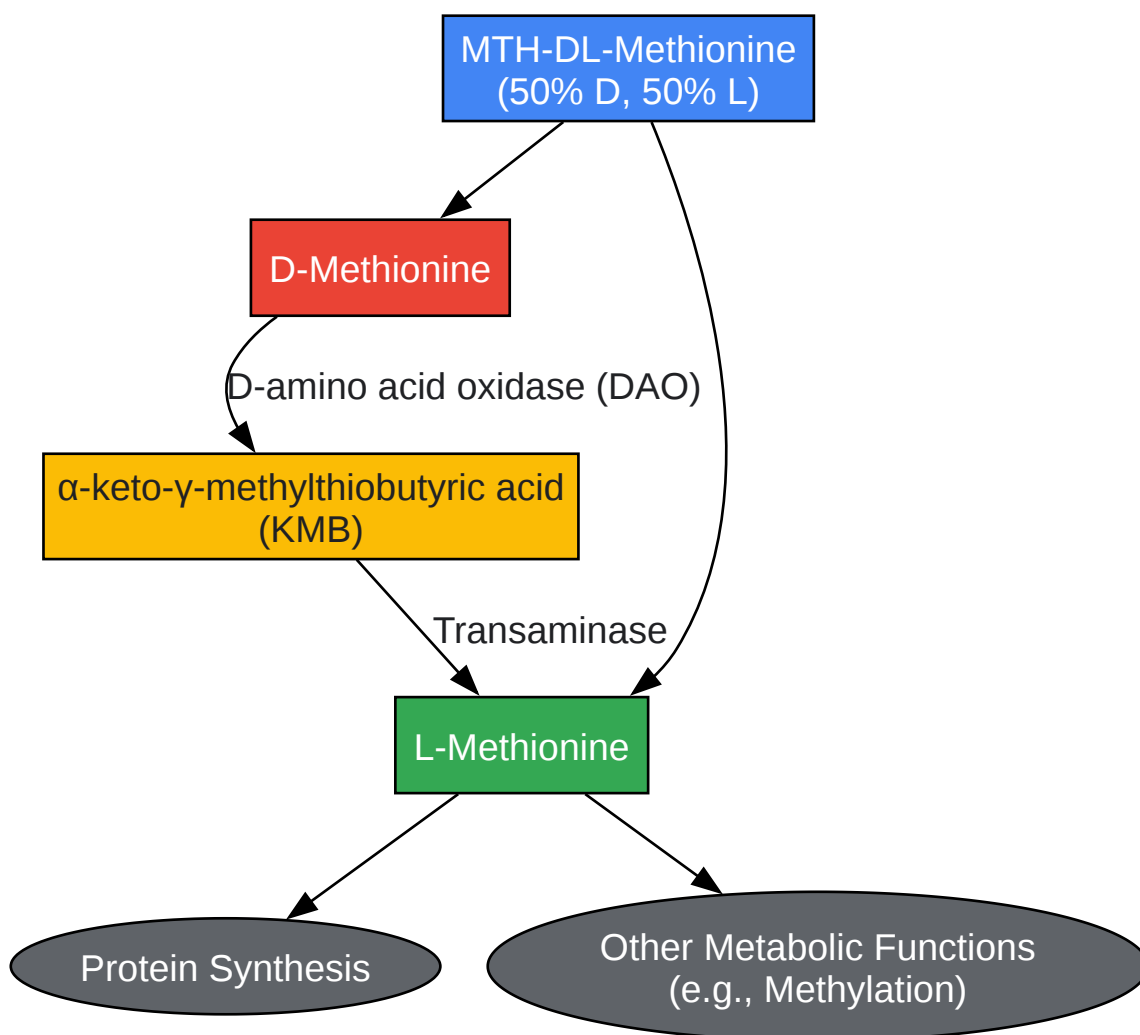 MTH-DL-Methionine
(50% D, 50% L)
D-Methionine
D-amino acid oxidase (DAO)
α-keto-γ-methylthiobutyric acid
(KMB)
Transaminase
L-Methionine
Protein Synthesis
Other Metabolic Functions
(e.g., Methylation)